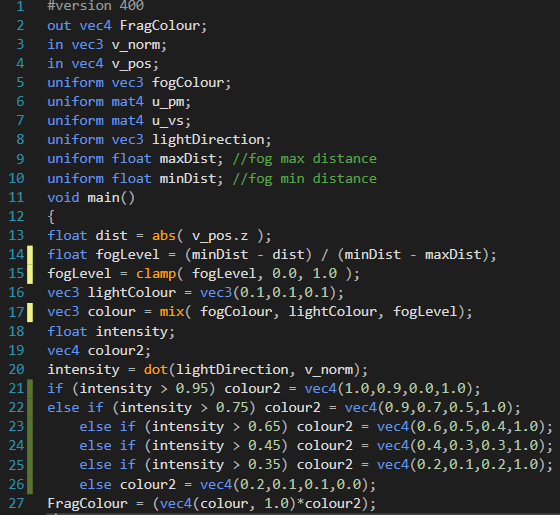 1 #version 400
2 out vec4 FragColour;
3 in vec3 v_norm;
4 in vec4 v_pos;
5 uniform vec3 fogColour;
6 uniform mat4 u_pm;
7 uniform mat4 u_vs;
8 uniform vec3 lightDirection;
9 uniform float maxDist; //fog max distance
10 uniform float minDist; //fog min distance
11 void main()
12 {
13 float dist = abs( v_pos.z );
14 float fogLevel = (minDist - dist) / (minDist - maxDist);
15 fogLevel = clamp( fogLevel, 0.0, 1.0 );
16 vec3 lightColour = vec3(0.1,0.1,0.1);
17 vec3 colour = mix( fogColour, lightColour, fogLevel);
18 float intensity;
19 vec4 colour2;
20 intensity = dot(lightDirection, v_norm);
21 if (intensity > 0.95) colour2 = vec4(1.0,0.9,0.0,1.0);
22 else if (intensity > 0.75) colour2 = vec4(0.9,0.7,0.5,1.0);
23 else if (intensity > 0.65) colour2 = vec4(0.6,0.5,0.4,1.0);
24 else if (intensity > 0.45) colour2 = vec4(0.4,0.3,0.3,1.0);
25 else if (intensity > 0.35) colour2 = vec4(0.2,0.1,0.2,1.0);
26 else colour2 = vec4(0.2,0.1,0.1,0.0);
27 FragColour = (vec4(colour, 1.0)*colour2);